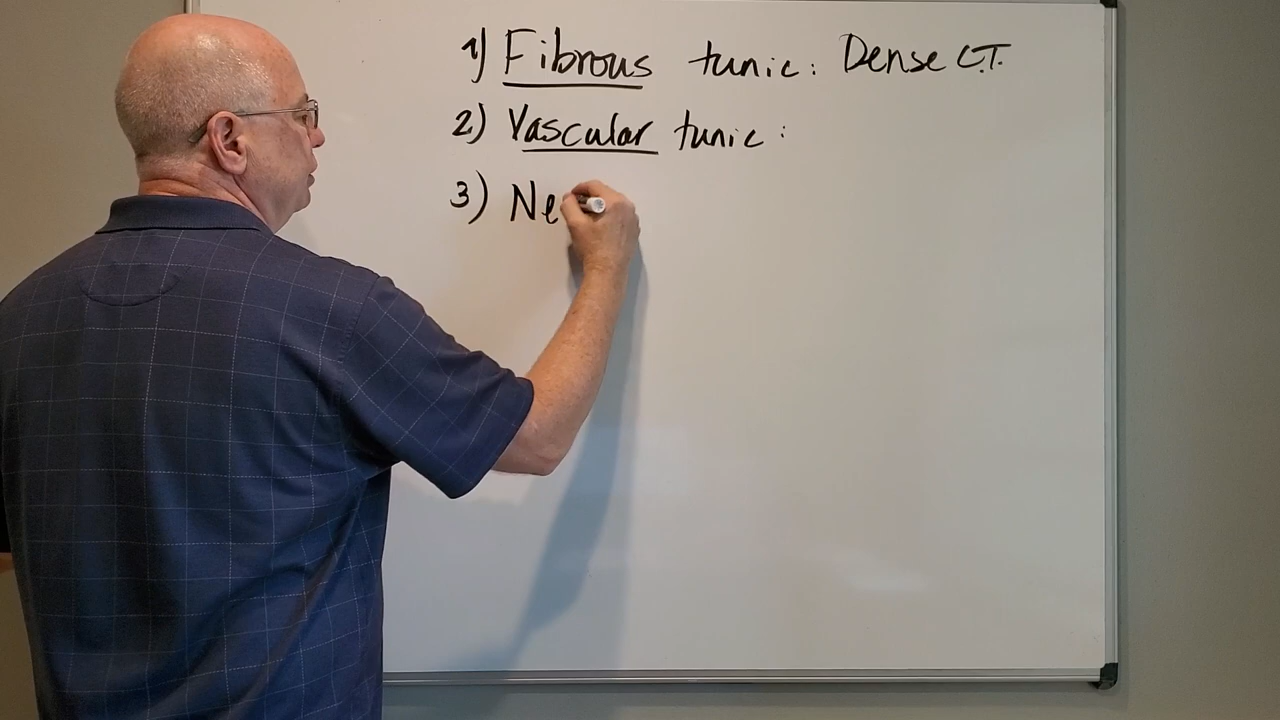 1) Fibrous tunic: Dense C.T.
2) Vascular tunic:
3) Ne